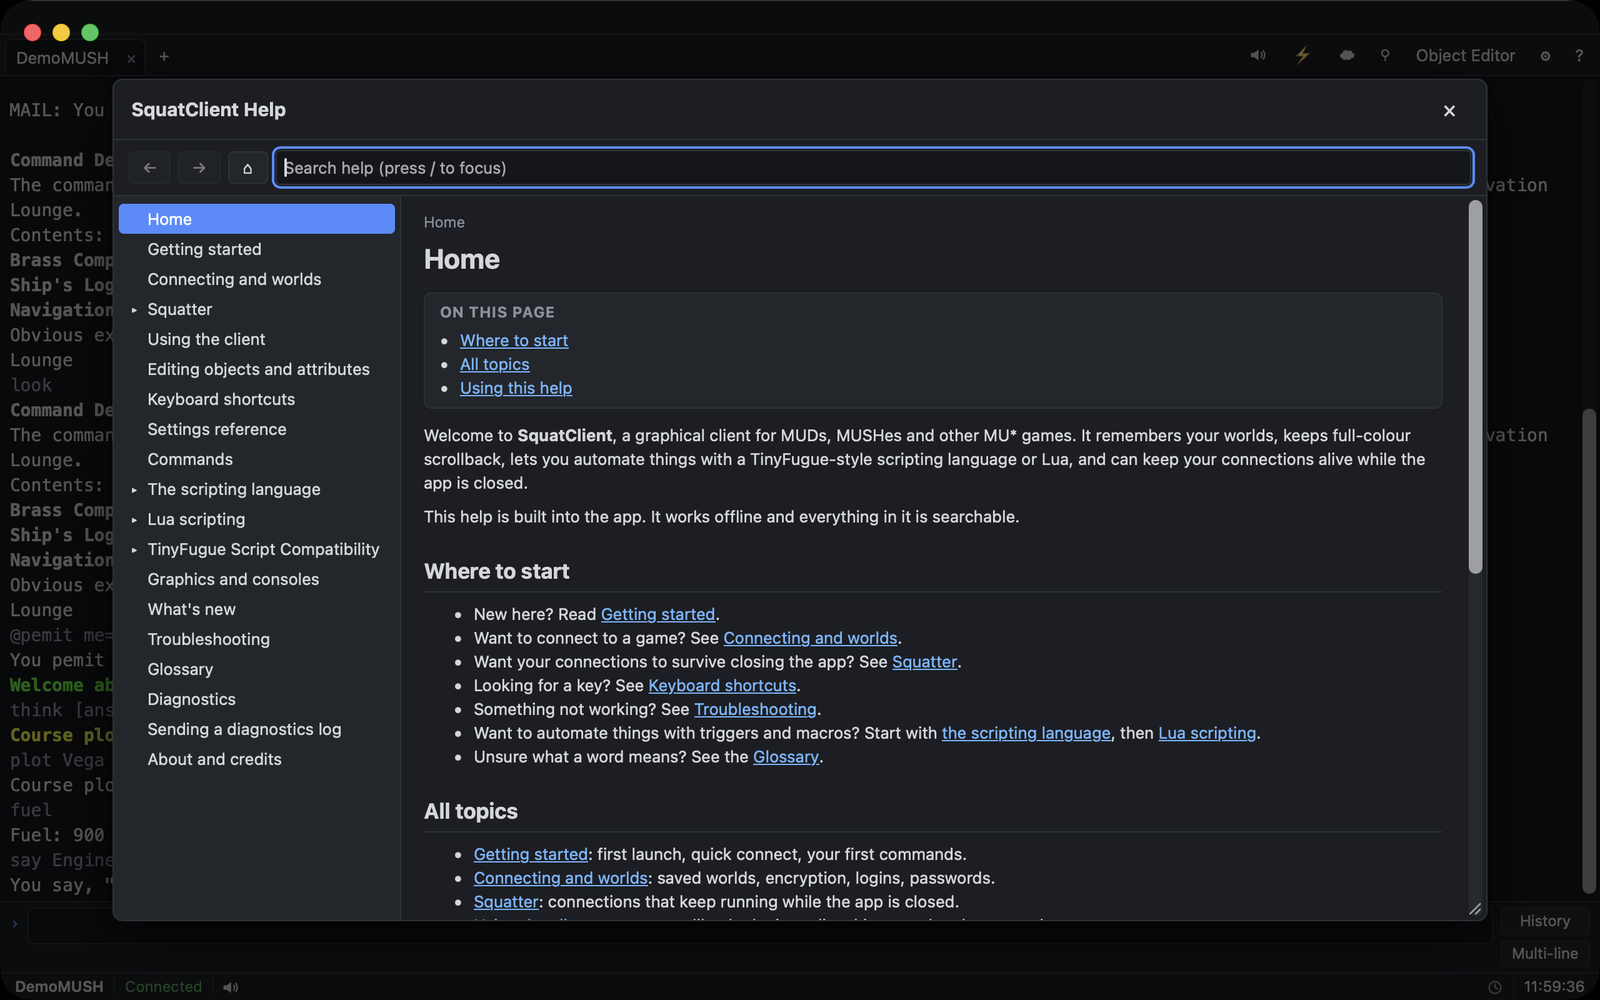 DemoMUSH × +
Object Editor ?
MAIL: You
Command De
The comman
vation
Lounge.
Contents:
Brass Comp
Ship's Log
Navigation
Obvious ex
Lounge
look
Command De
The comman
vation
Lounge.
Contents:
Brass Comp
Ship's Log
Navigation
Obvious ex
Lounge
@pemit me=
You pemit
Welcome ab
think [ans
Course plo
plot Vega
Course plo
fuel
Fuel: 900
say Engine
You say, "
SquatClient Help ×
Search help (press / to focus)
Home
Getting started
Connecting and worlds
Squatter
Using the client
Editing objects and attributes
Keyboard shortcuts
Settings reference
Commands
The scripting language
Lua scripting
TinyFugue Script Compatibility
Graphics and consoles
What's new
Troubleshooting
Glossary
Diagnostics
Sending a diagnostics log
About and credits
Home
Home
ON THIS PAGE
• Where to start
• All topics
• Using this help
Welcome to SquatClient, a graphical client for MUDs, MUSHes and other MU* games. It remembers your worlds, keeps full-colour
scrollback, lets you automate things with a TinyFugue-style scripting language or Lua, and can keep your connections alive while the
app is closed.
This help is built into the app. It works offline and everything in it is searchable.
Where to start
• New here? Read Getting started.
• Want to connect to a game? See Connecting and worlds.
• Want your connections to survive closing the app? See Squatter.
• Looking for a key? See Keyboard shortcuts.
• Something not working? See Troubleshooting.
• Want to automate things with triggers and macros? Start with the scripting language, then Lua scripting.
• Unsure what a word means? See the Glossary.
All topics
• Getting started: first launch, quick connect, your first commands.
• Connecting and worlds: saved worlds, encryption, logins, passwords.
• Squatter: connections that keep running while the app is closed.
›
History
Multi-line
DemoMUSH Connected
11:59:36